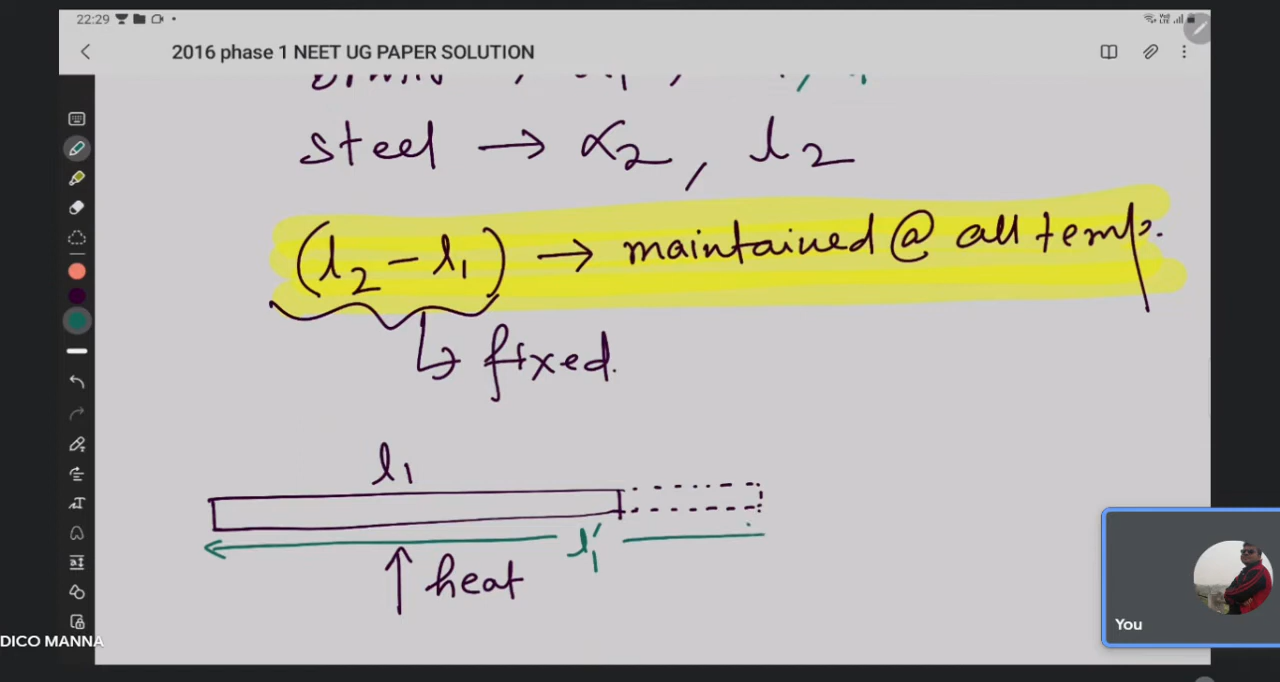 22:29
2016 phase 1 NEET UG PAPER SOLUTION
steel → α2, l2
(l2 − l1) → maintained @ all temp.
↳ fixed.
l1
l1'
↑ heat
You
DICO MANNA